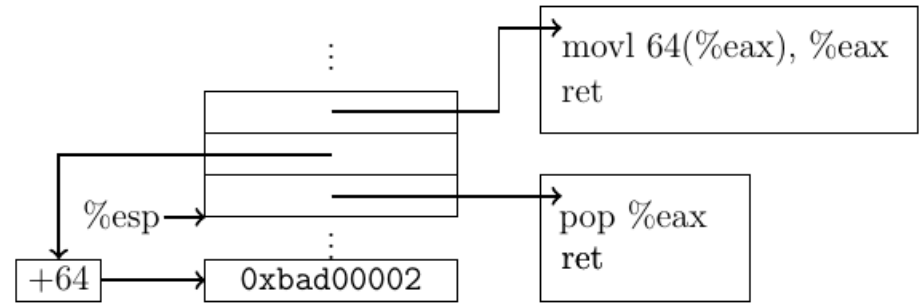 movl 64(%eax), %eax
ret
%esp
pop %eax
ret
+64
0xbad00002